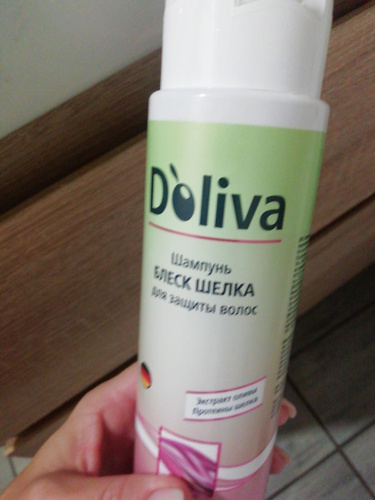 D'oliva
Шампунь
БЛЕСК ШЕЛКА
для защиты волос
Экстракт оливы
Протеины шелка